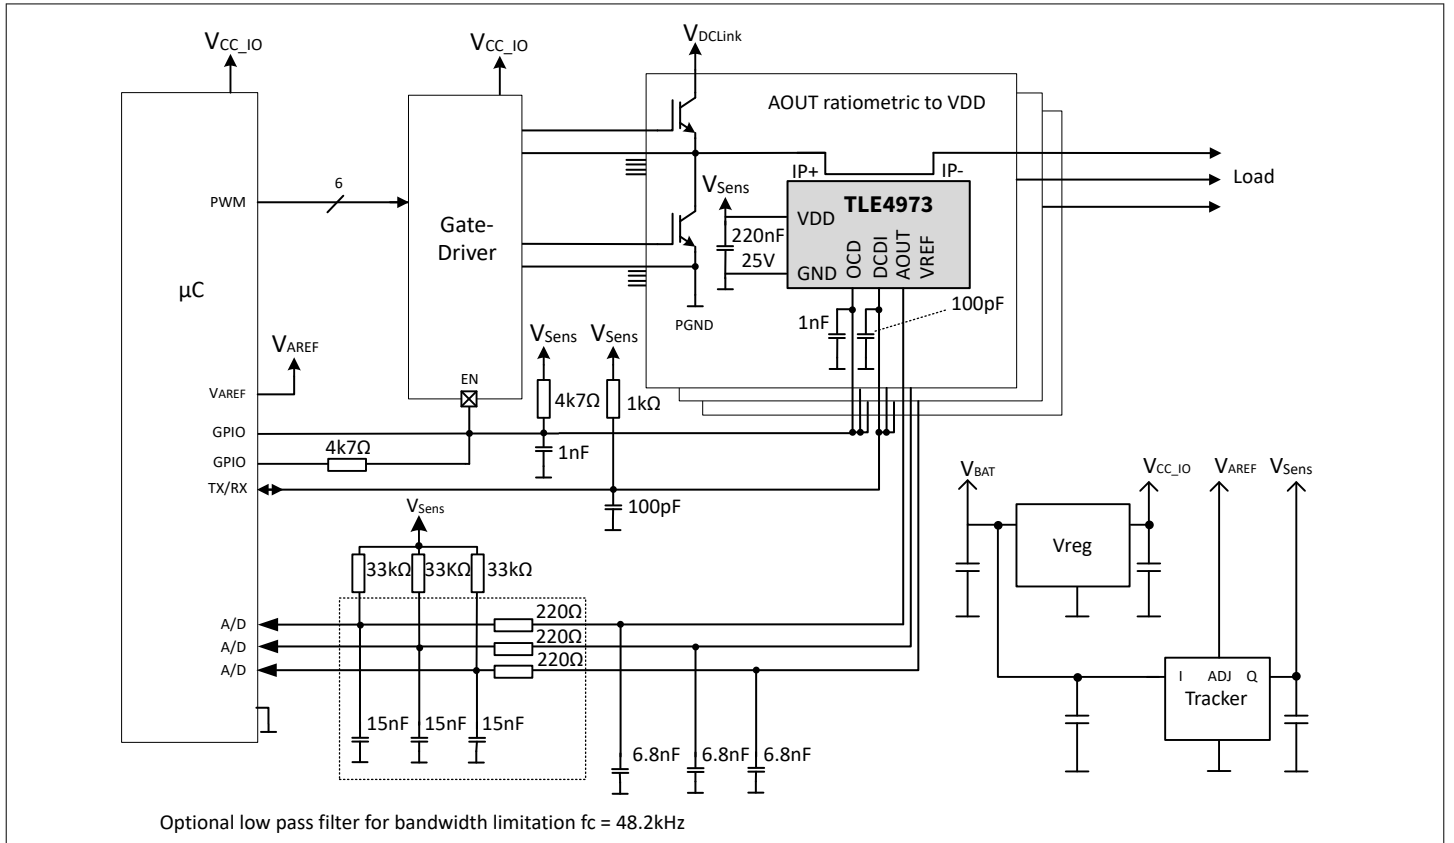 VCC_IO
VCC_IO
VDCLink
AOUT ratiometric to VDD
PWM
6
Gate-
Driver
µC
IP+
IP-
Load
VSens
TLE4973
VDD
220nF
25V
GND
OCD
DCDI
AOUT
VREF
1nF
100pF
PGND
VAREF
VSens
VSens
VAREF
EN
4k7Ω
1kΩ
GPIO
4k7Ω
GPIO
1nF
TX/RX
100pF
VSens
33kΩ
33KΩ
33kΩ
A/D
220Ω
A/D
220Ω
A/D
220Ω
15nF
15nF
15nF
6.8nF
6.8nF
6.8nF
VBAT
VCC_IO
VAREF
VSens
Vreg
I
ADJ
Q
Tracker
Optional low pass filter for bandwidth limitation fc = 48.2kHz